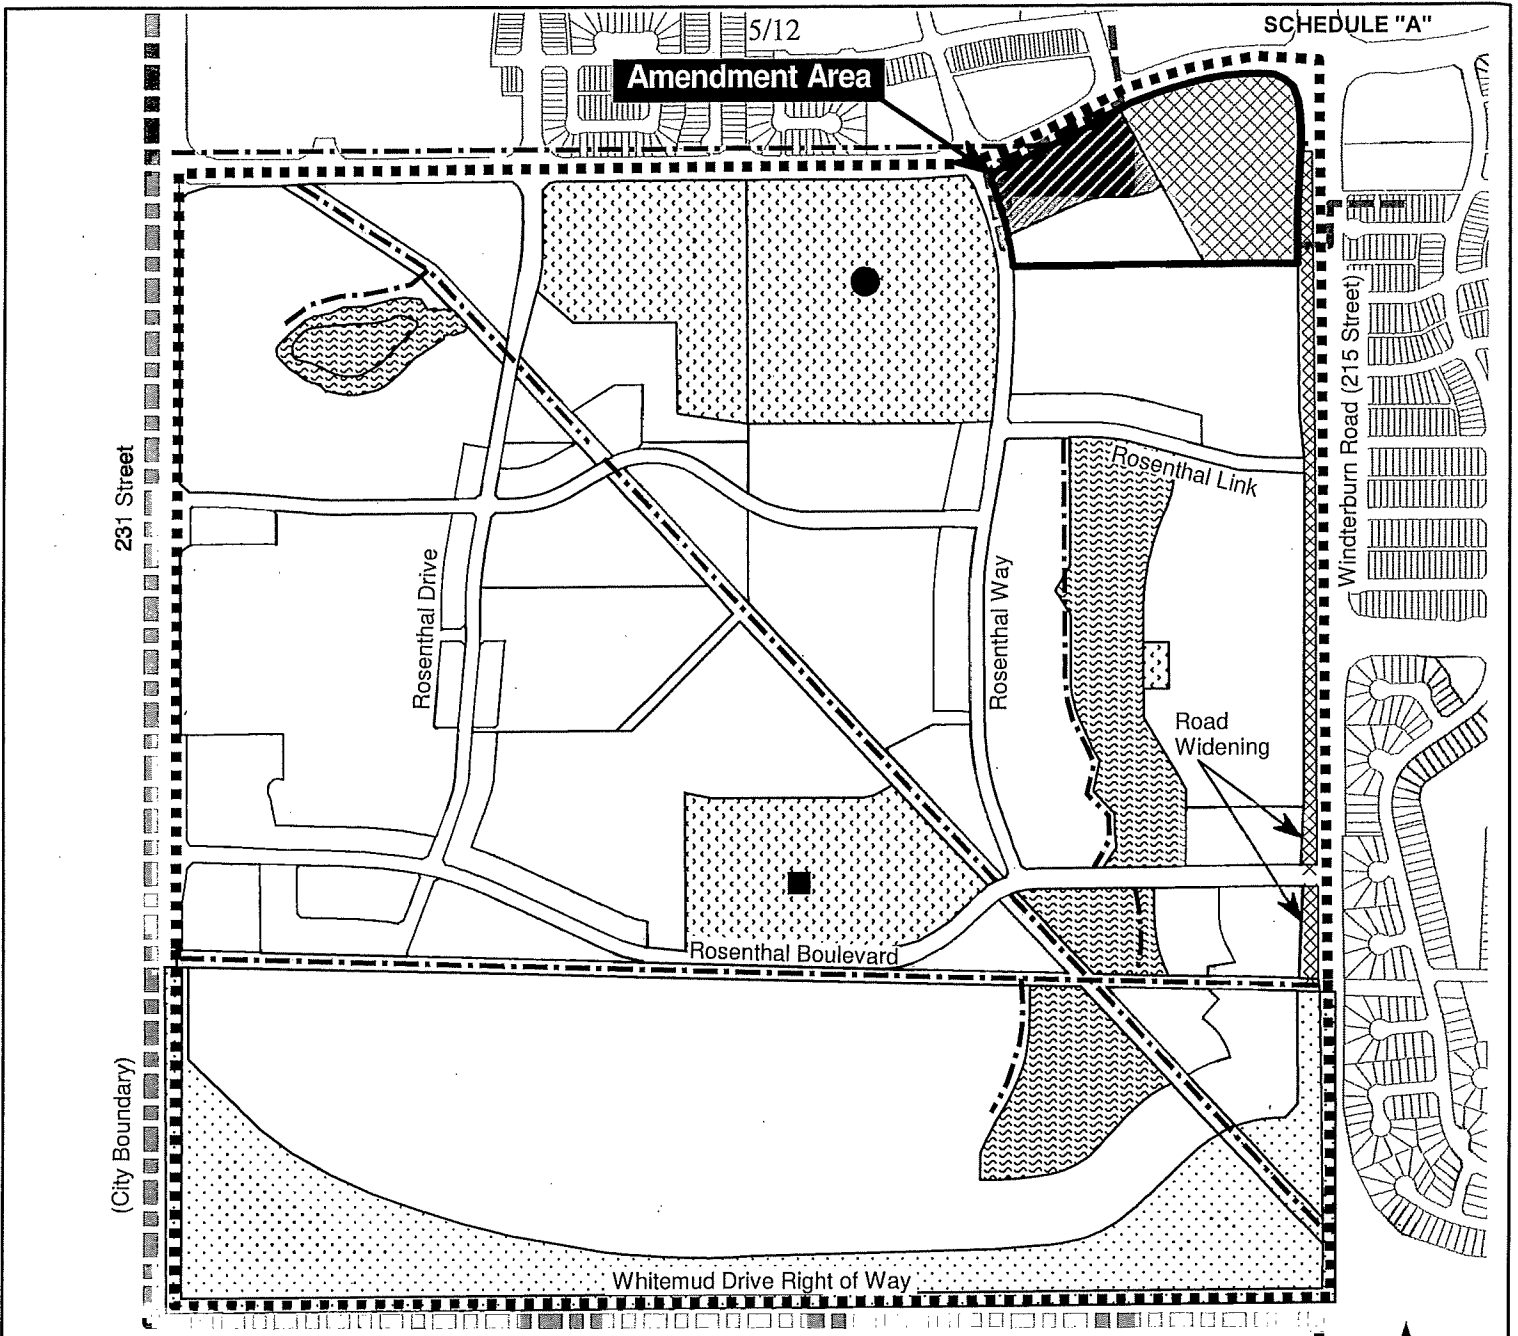 SCHEDULE "A"
5/12
Amendment Area
231 Street
Windterburn Road (215 Street)
Rosenthal Link
Rosenthal Drive
Rosenthal Way
Road
Widening
Rosenthal Boulevard
(City Boundary)
Whitemud Drive Right of Way